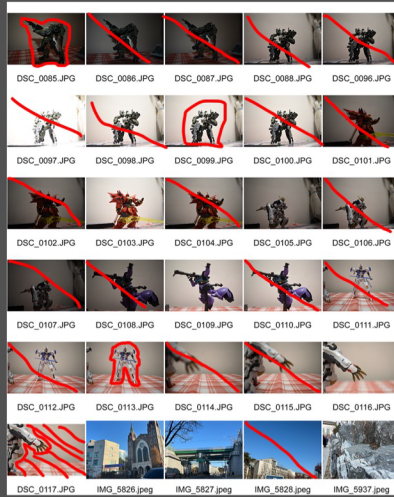 DSC_0085.JPG DSC_0086.JPG DSC_0087.JPG DSC_0088.JPG DSC_0096.JPG
DSC_0097.JPG DSC_0098.JPG DSC_0099.JPG DSC_0100.JPG DSC_0101.JPG
DSC_0102.JPG DSC_0103.JPG DSC_0104.JPG DSC_0105.JPG DSC_0106.JPG
DSC_0107.JPG DSC_0108.JPG DSC_0109.JPG DSC_0110.JPG DSC_0111.JPG
DSC_0112.JPG DSC_0113.JPG DSC_0114.JPG DSC_0115.JPG DSC_0116.JPG
DSC_0117.JPG IMG_5826.jpeg IMG_5827.jpeg IMG_5828.jpeg IMG_5937.jpeg